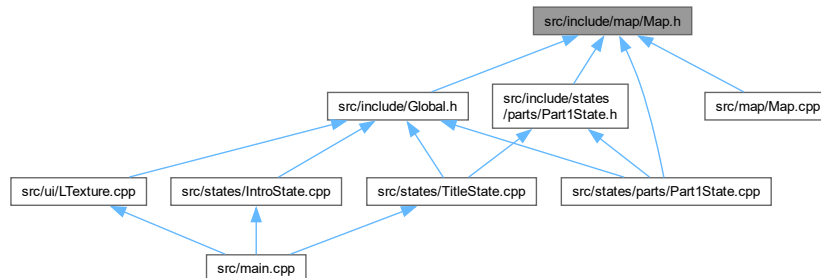 src/include/map/Map.h
src/include/Global.h
src/include/states
/parts/Part1State.h
src/map/Map.cpp
src/ui/LTexture.cpp
src/states/IntroState.cpp
src/states/TitleState.cpp
src/states/parts/Part1State.cpp
src/main.cpp